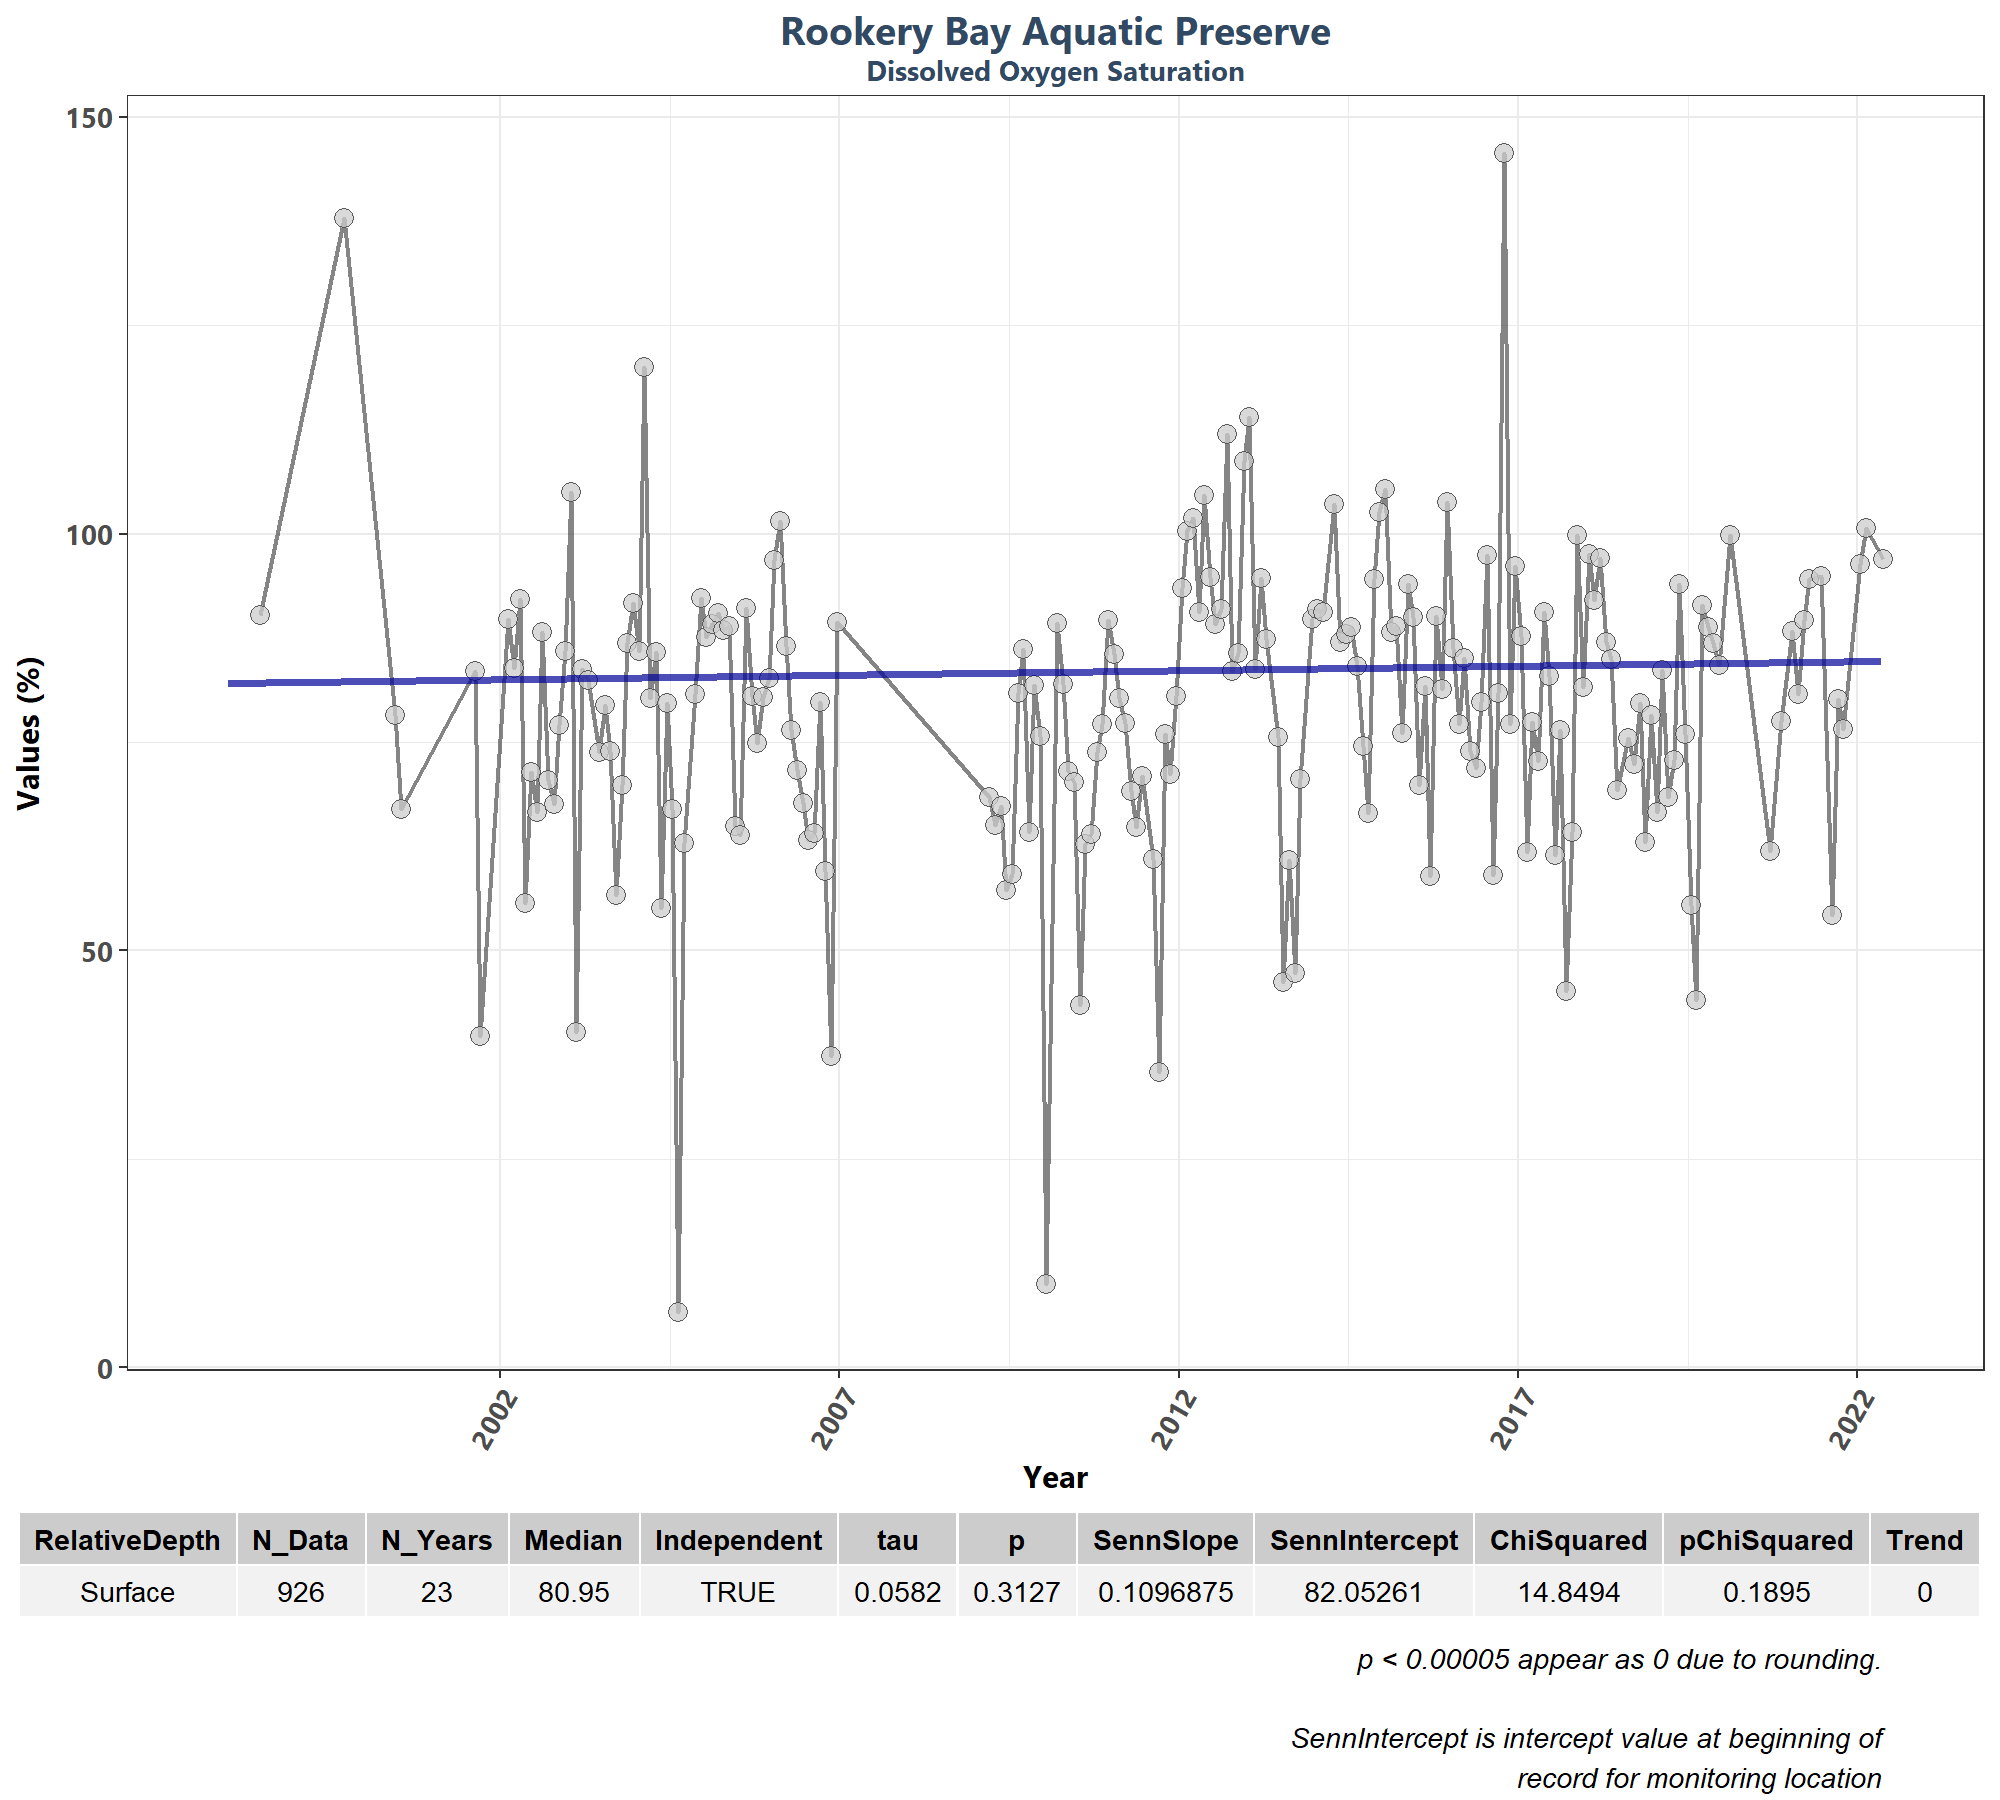 Rookery Bay Aquatic Preserve
Dissolved Oxygen Saturation
150
100
50
0
Values (%)
2002
2007
2012
2017
2022
Year
RelativeDepth N_Data N_Years Median Independent tau p SennSlope SennIntercept ChiSquared pChiSquared Trend
Surface 926 23 80.95 TRUE 0.0582 0.3127 0.1096875 82.05261 14.8494 0.1895 0
p < 0.00005 appear as 0 due to rounding.
SennIntercept is intercept value at beginning of
record for monitoring location